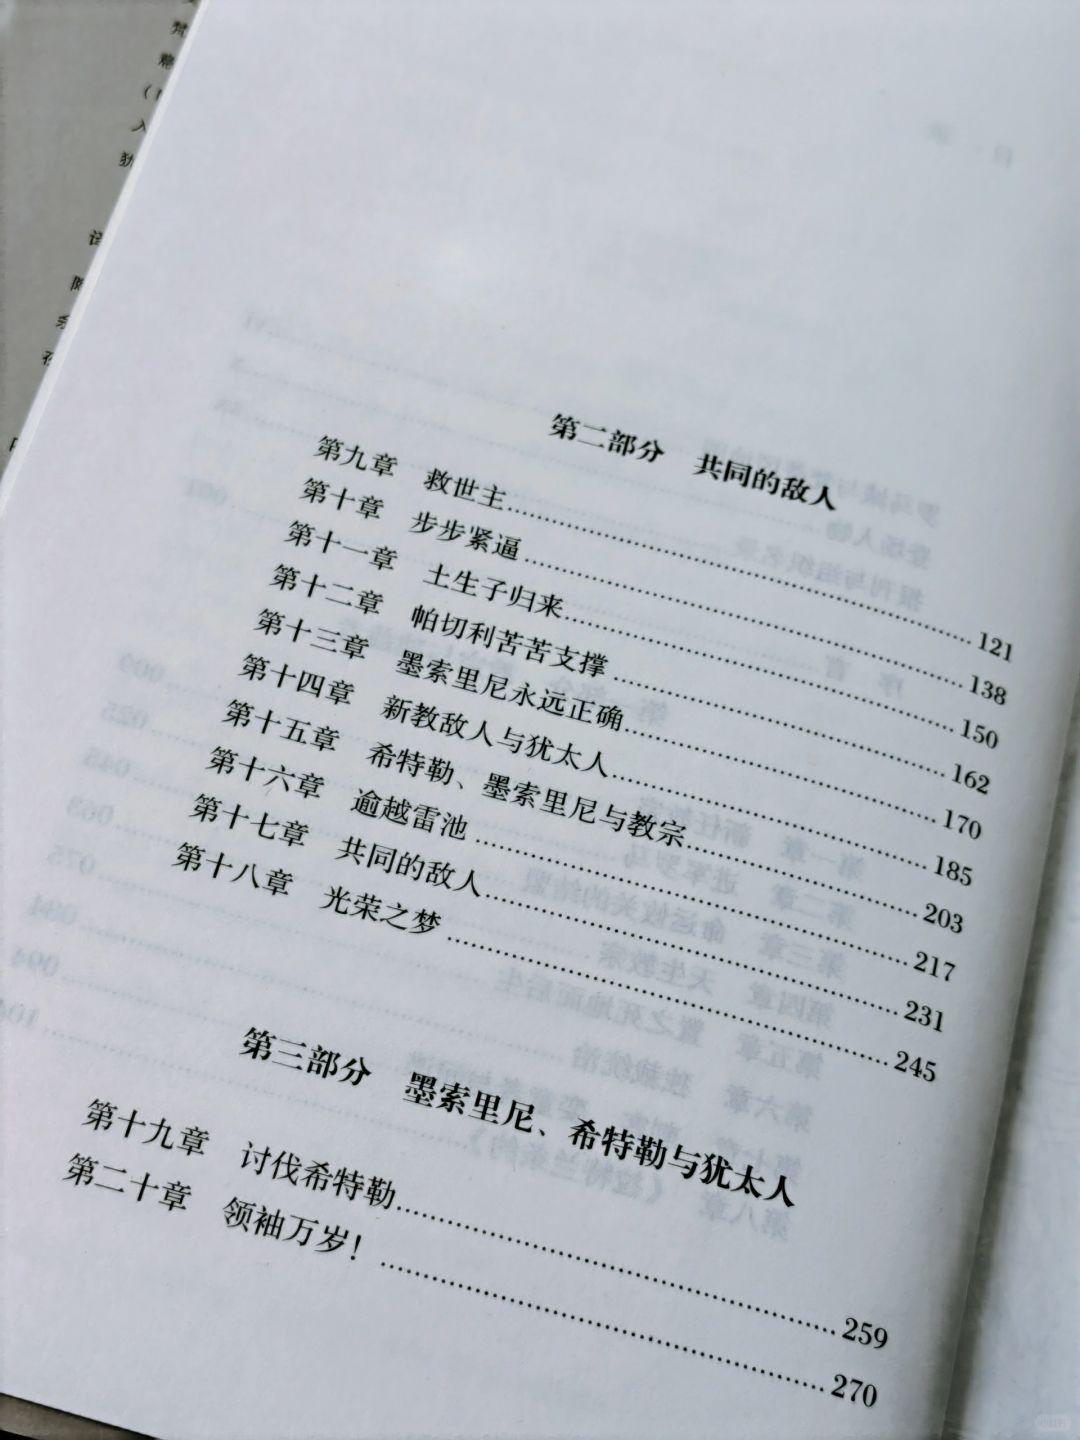 第二部分 共同的敌人
第九章 救世主……121
第十章 步步紧逼……138
第十一章 土生子归来……150
第十二章 帕切利苦苦支撑……162
第十三章 墨索里尼永远正确……170
第十四章 新教敌人与犹太人……185
第十五章 希特勒、墨索里尼与教宗……203
第十六章 逾越雷池……217
第十七章 共同的敌人……231
第十八章 光荣之梦……245
第三部分 墨索里尼、希特勒与犹太人
第十九章 讨伐希特勒……259
第二十章 领袖万岁！……270